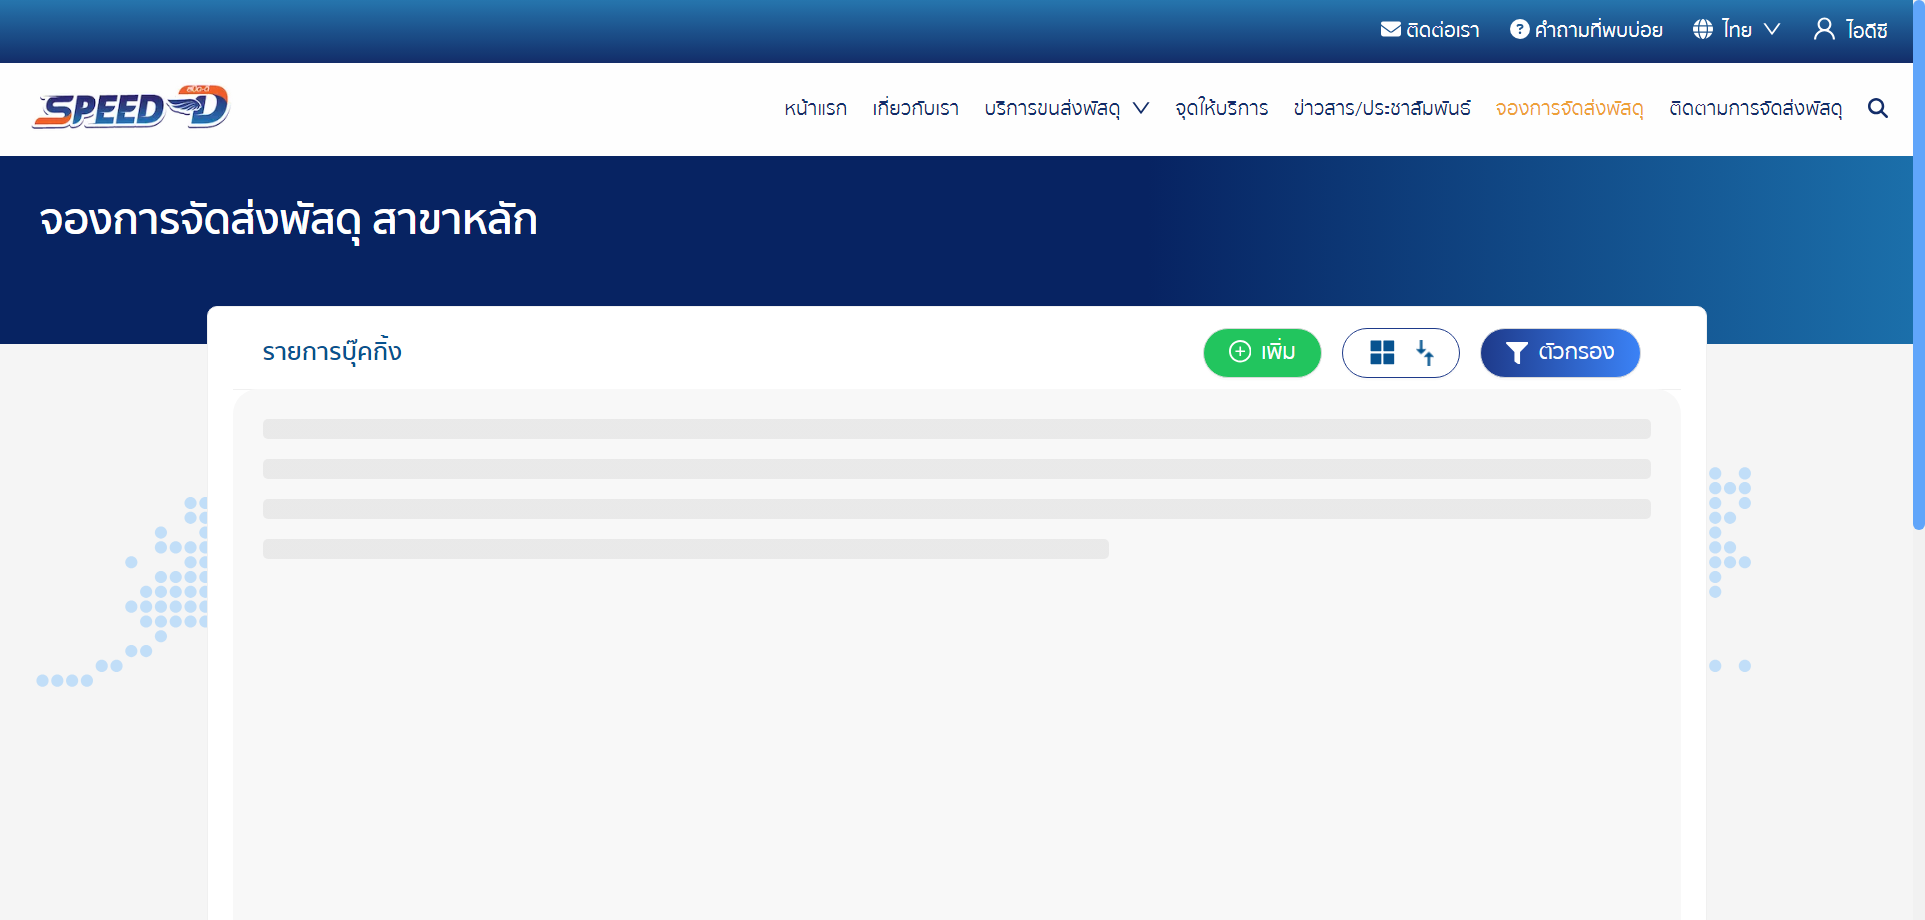 ติดต่อเรา คำถามที่พบบ่อย ไทย ไอดีซี
สปีด-ดี
SPEED-D
หน้าแรก เกี่ยวกับเรา บริการขนส่งพัสดุ จุดให้บริการ ข่าวสาร/ประชาสัมพันธ์ จองการจัดส่งพัสดุ ติดตามการจัดส่งพัสดุ
จองการจัดส่งพัสดุ สาขาหลัก
รายการบุ๊คกิ้ง เพิ่ม ตัวกรอง